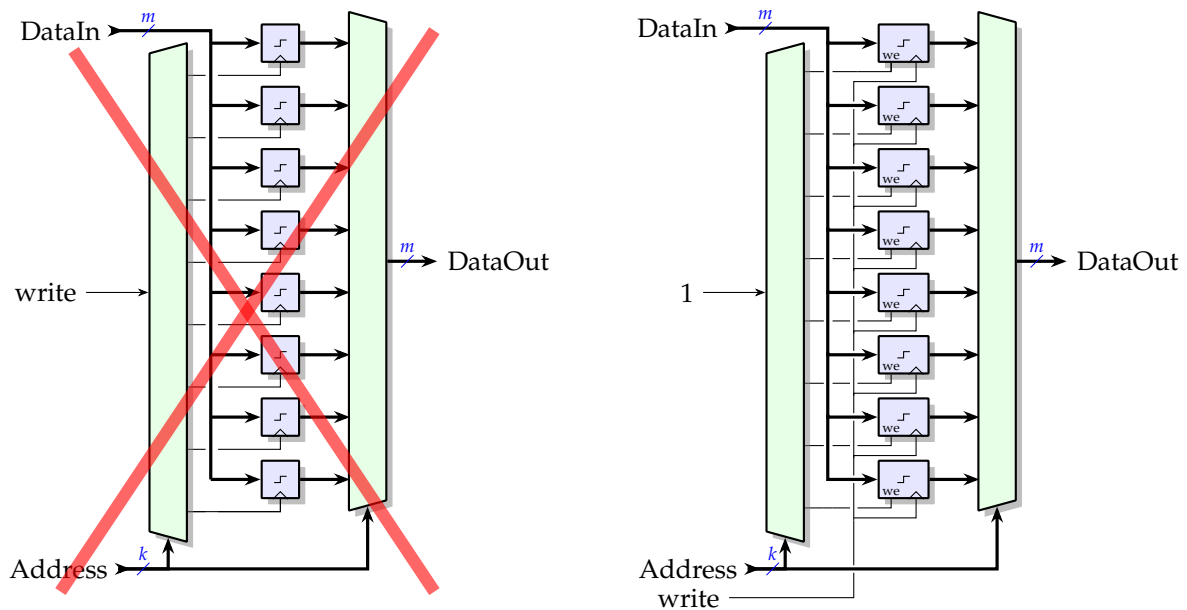 m
DataIn
m
DataOut
write
k
Address
m
DataIn
we
we
we
we
we
we
we
we
m
DataOut
1
k
Address
write